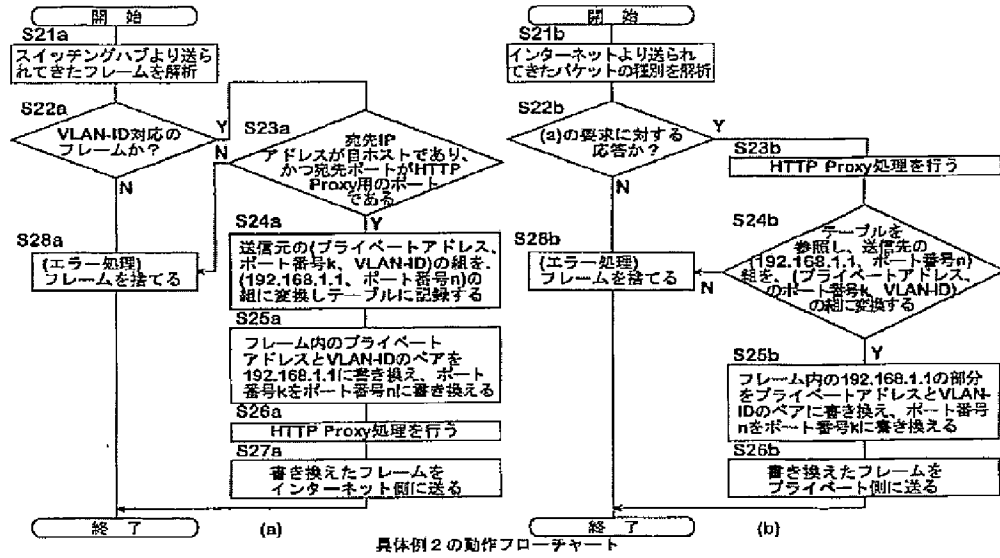 開 始
S21a
スイッチングハブより送ら
れてきたフレームを解析
S22a
VLAN-ID対応の
フレームか？
Y
N
S23a
宛先IP
アドレスが自ホストであり、
かつ宛先ポートがHTTP
Proxy用のポート
である
N
Y
S24a
送信元の(プライベートアドレス、
ポート番号k、VLAN-ID)の組を、
(192.168.1.1、ポート番号n)の
組に変換しテーブルに記録する
S25a
フレーム内のプライベート
アドレスとVLAN-IDのペアを
192.168.1.1に書き換え、ポート
番号kをポート番号nに書き換える
S26a
HTTP Proxy処理を行う
S27a
書き換えたフレームを
インターネット側に送る
S28a
(エラー処理)
フレームを捨てる
終 了
(a)
開 始
S21b
インターネットより送られ
てきたパケットの種別を解析
S22b
(a)の要求に対する
応答か？
Y
N
S23b
HTTP Proxy処理を行う
S24b
テーブルを
参照し、送信先の
(192.168.1.1、ポート番号n)
組を、(プライベートアドレス、
のポート番号k、VLAN-ID)
の組に変換する
N
Y
S25b
フレーム内の192.168.1.1の部分
をプライベートアドレスとVLAN-
IDのペアに書き換え、ポート番号
nをポート番号kに書き換える
S26b
書き換えたフレームを
プライベート側に送る
S28b
(エラー処理)
フレームを捨てる
終 了
(b)
具体例２の動作フローチャート